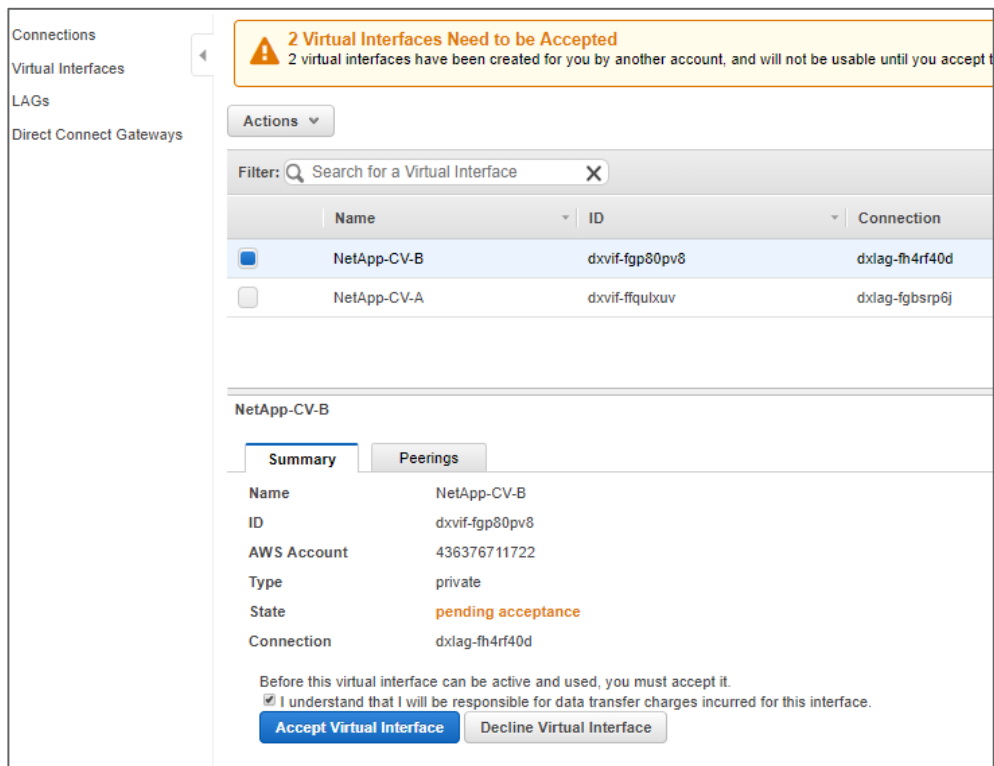 Connections
Virtual Interfaces
LAGs
Direct Connect Gateways
2 Virtual Interfaces Need to be Accepted
2 virtual interfaces have been created for you by another account, and will not be usable until you accept t
Actions
Filter: Search for a Virtual Interface
Name ID Connection
NetApp-CV-B dxvif-fgp80pv8 dxlag-fh4rf40d
NetApp-CV-A dxvif-ffqulxuv dxlag-fgbsrp6j
NetApp-CV-B
Summary Peerings
Name NetApp-CV-B
ID dxvif-fgp80pv8
AWS Account 436376711722
Type private
State pending acceptance
Connection dxlag-fh4rf40d
Before this virtual interface can be active and used, you must accept it.
I understand that I will be responsible for data transfer charges incurred for this interface.
Accept Virtual Interface Decline Virtual Interface